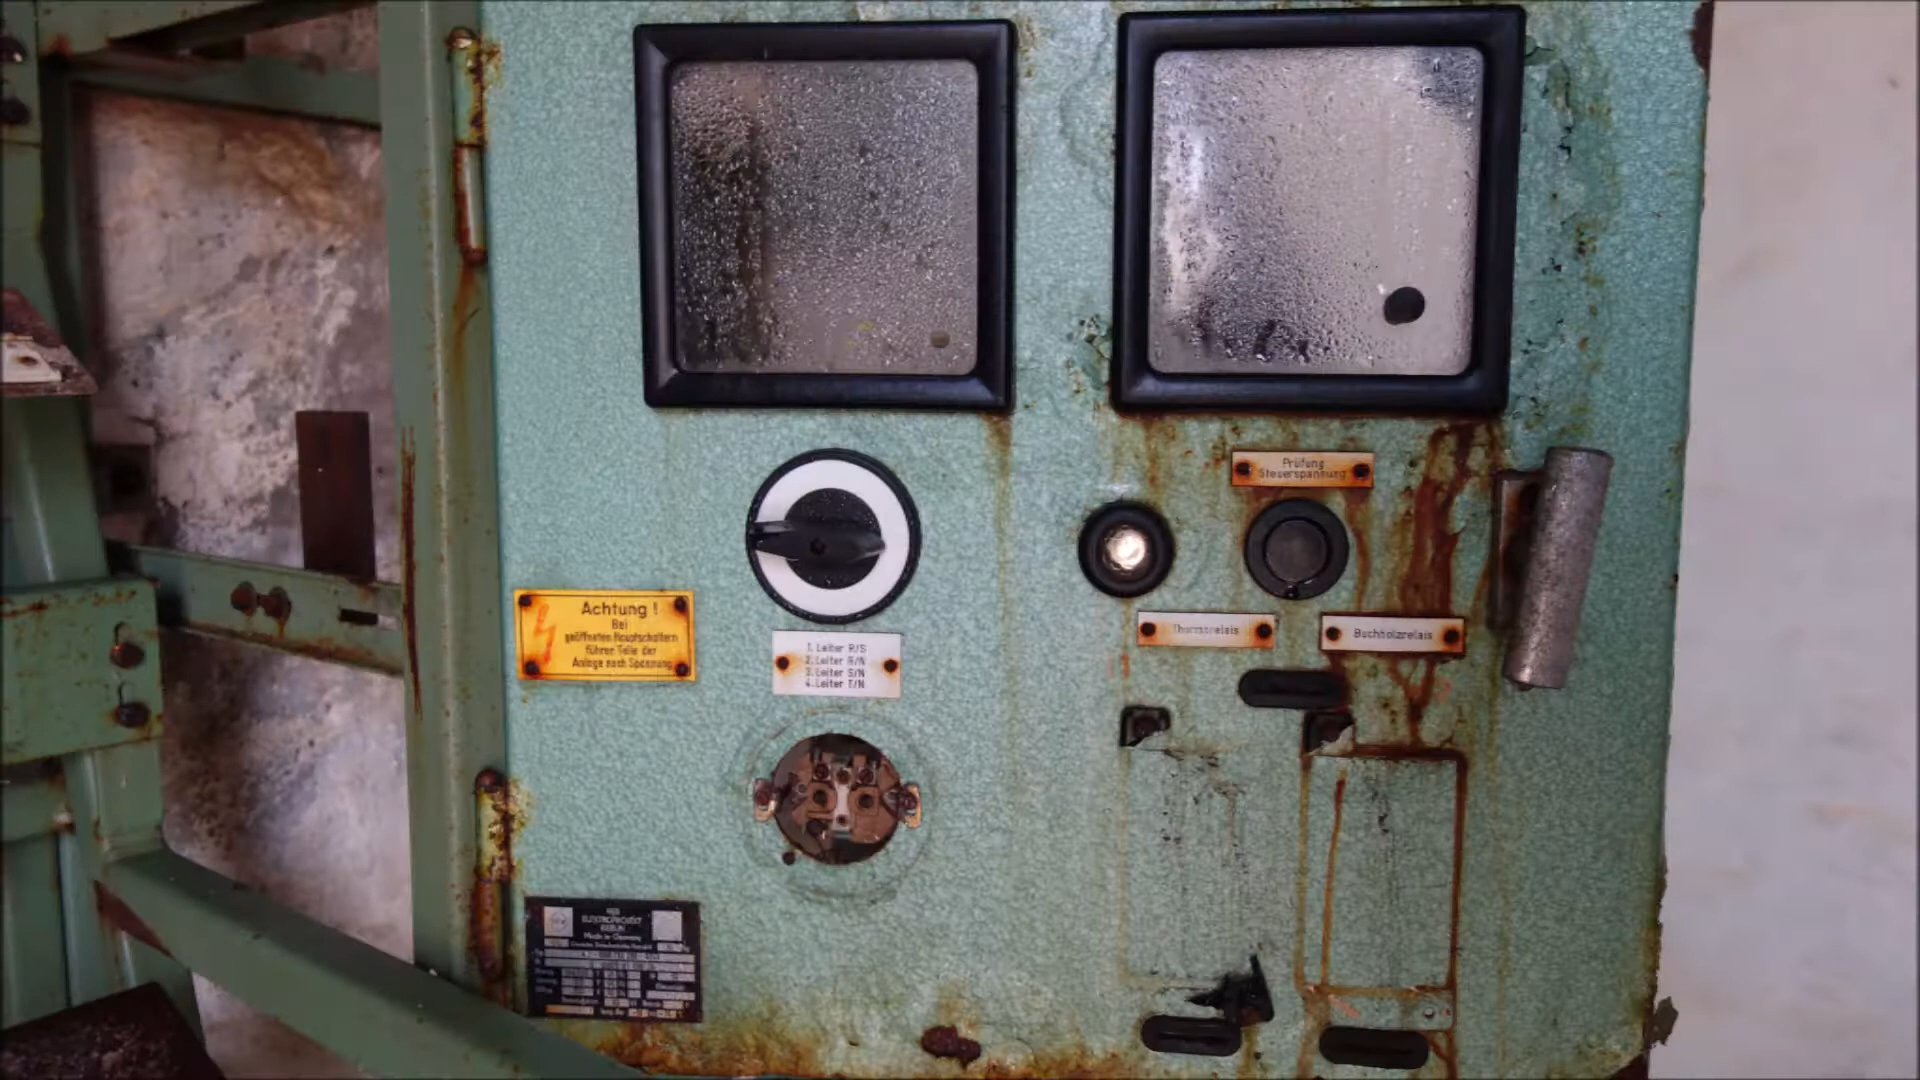 Prüfung
Steuerspannung
Achtung !
Bei
geöffneten Hauptschaltern
führen Teile der
Anlage noch Spannung
1. Leiter R/S
2. Leiter R/N
3. Leiter S/N
4. Leiter T/N
Thermorelais
Buchholzrelais
VEB
ELEKTROPROJEKT
BERLIN
Made in Germany